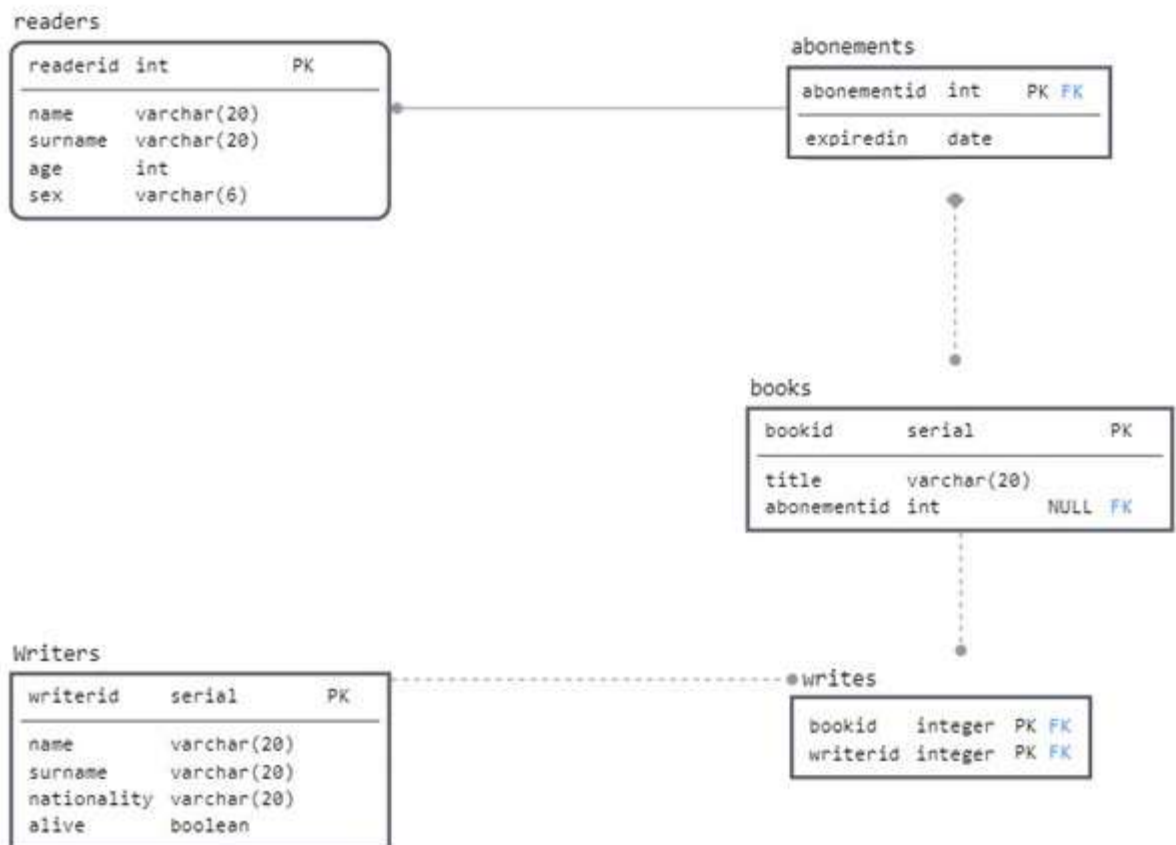 readers
readerid int PK
name varchar(20)
surname varchar(20)
age int
sex varchar(6)
abonements
abonementid int PK FK
expiredin date
books
bookid serial PK
title varchar(20)
abonementid int NULL FK
Writers
writerid serial PK
name varchar(20)
surname varchar(20)
nationality varchar(20)
alive boolean
writes
bookid integer PK FK
writerid integer PK FK